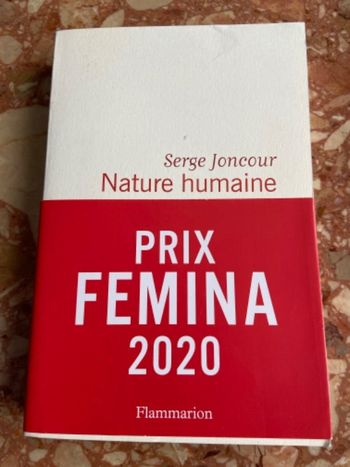 Serge Joncour
Nature humaine
PRIX
FEMINA
2020
Flammarion